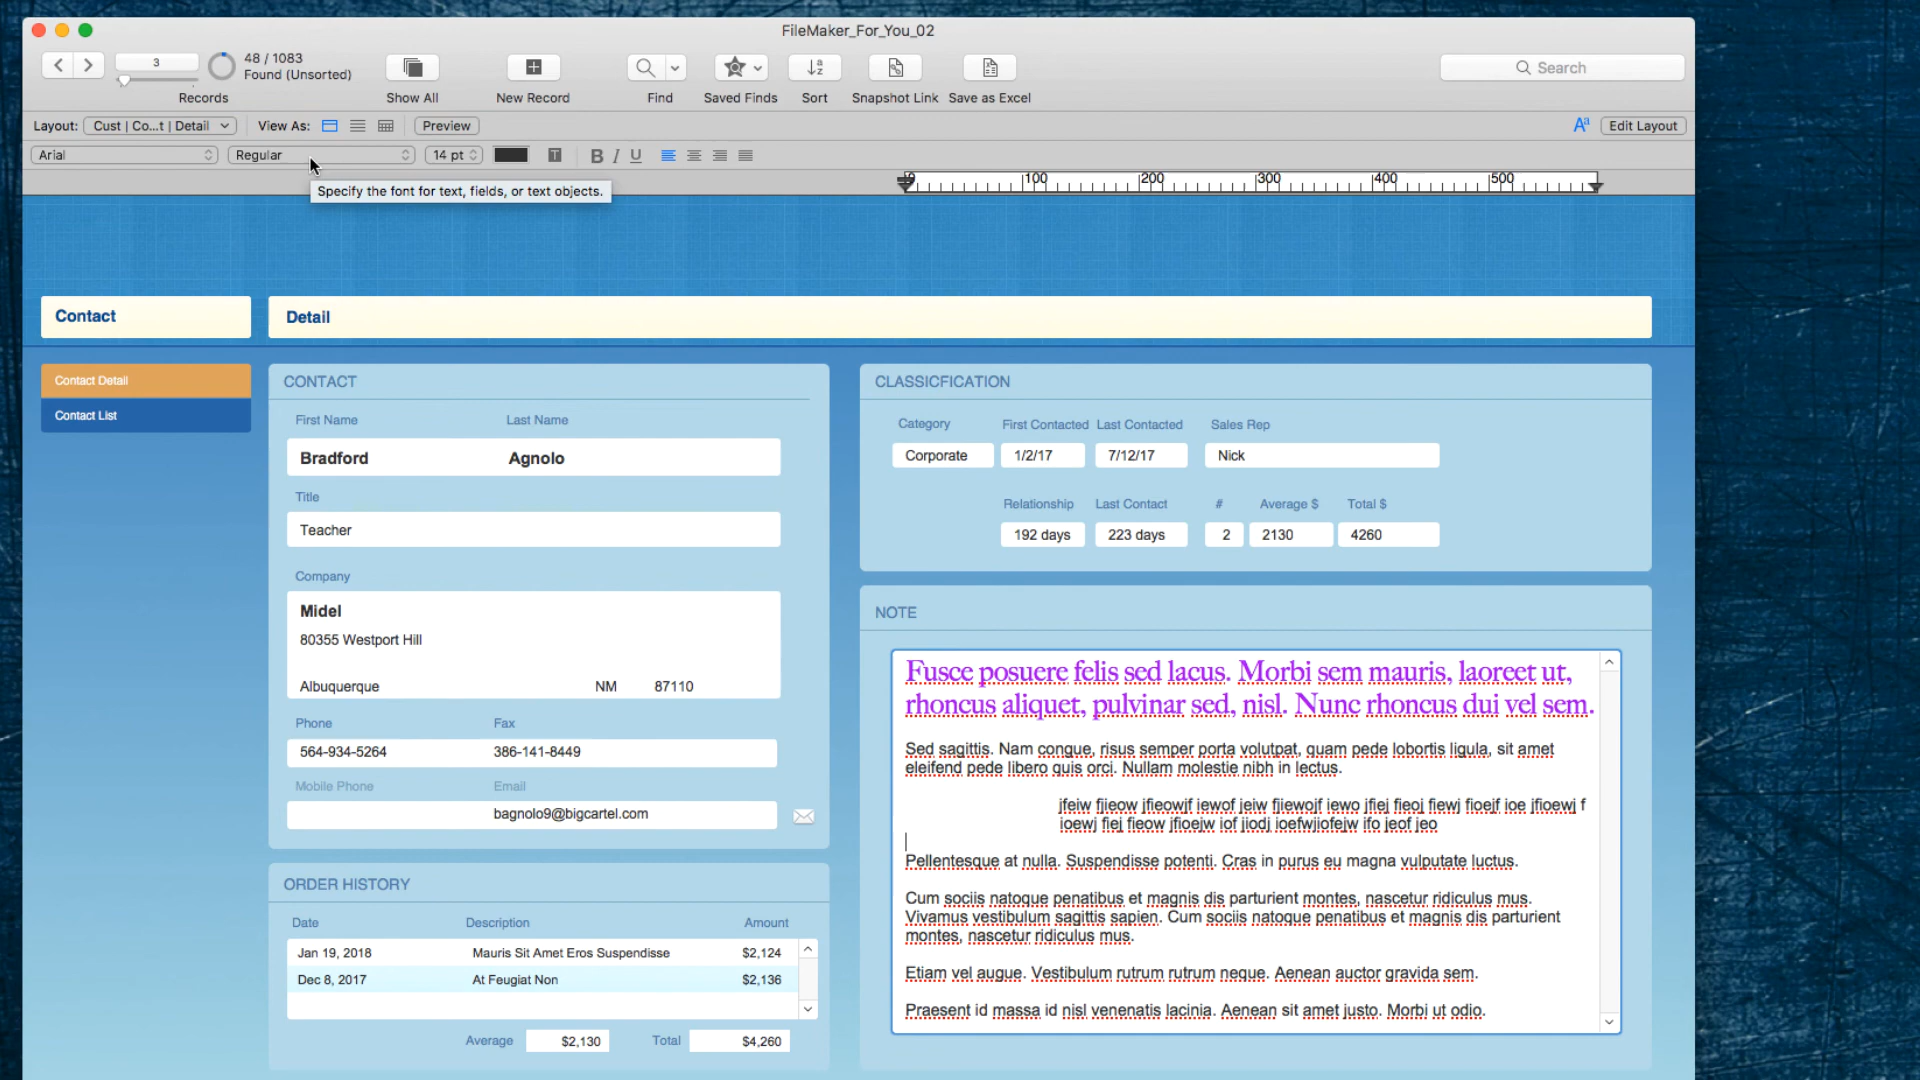 FileMaker_For_You_02
3
48 / 1083
Found (Unsorted)
Search
Records
Show All
New Record
Find
Saved Finds
Sort
Snapshot Link
Save as Excel
Layout:
Cust | Co...t | Detail
View As:
Preview
Aa
Edit Layout
Arial
Regular
14 pt
T
B
I
U
Specify the font for text, fields, or text objects.
0
100
200
300
400
500
Contact
Detail
Contact Detail
Contact List
CONTACT
First Name
Last Name
Bradford
Agnolo
Title
Teacher
Company
Midel
80355 Westport Hill
Albuquerque
NM
87110
Phone
Fax
564-934-5264
386-141-8449
Mobile Phone
Email
bagnolo9@bigcartel.com
ORDER HISTORY
Date
Description
Amount
Jan 19, 2018
Mauris Sit Amet Eros Suspendisse
$2,124
Dec 8, 2017
At Feugiat Non
$2,136
Average
$2,130
Total
$4,260
CLASSICFICATION
Category
First Contacted
Last Contacted
Sales Rep
Corporate
1/2/17
7/12/17
Nick
Relationship
Last Contact
#
Average $
Total $
192 days
223 days
2
2130
4260
NOTE
Fusce posuere felis sed lacus. Morbi sem mauris, laoreet ut,
rhoncus aliquet, pulvinar sed, nisl. Nunc rhoncus dui vel sem.
Sed sagittis. Nam congue, risus semper porta volutpat, quam pede lobortis ligula, sit amet
eleifend pede libero quis orci. Nullam molestie nibh in lectus.
jfeiw fjieow jfieowjf iewof jeiw fjiewojf iewo jfiej fieoj fiewj fioejf ioe jfioewj f
ioewj fiej fieow jfioejw iof jiodj ioefwjiofejw ifo jeof jeo
Pellentesque at nulla. Suspendisse potenti. Cras in purus eu magna vulputate luctus.
Cum sociis natoque penatibus et magnis dis parturient montes, nascetur ridiculus mus.
Vivamus vestibulum sagittis sapien. Cum sociis natoque penatibus et magnis dis parturient
montes, nascetur ridiculus mus.
Etiam vel augue. Vestibulum rutrum rutrum neque. Aenean auctor gravida sem.
Praesent id massa id nisl venenatis lacinia. Aenean sit amet justo. Morbi ut odio.